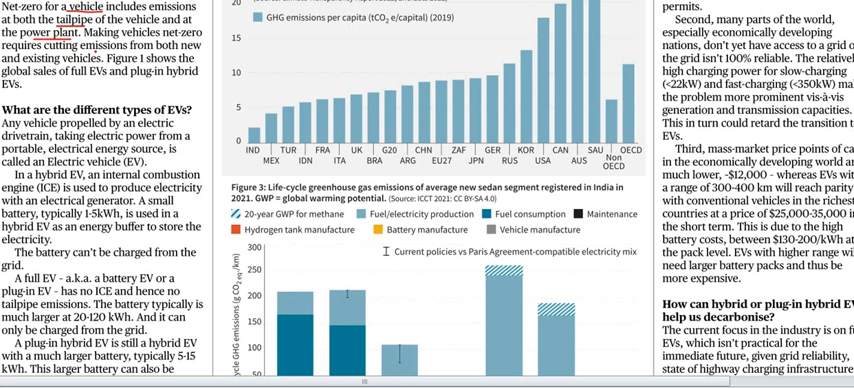 Net-zero for a vehicle includes emissions
at both the tailpipe of the vehicle and at
the power plant. Making vehicles net-zero
requires cutting emissions from both new
and existing vehicles. Figure 1 shows the
global sales of full EVs and plug-in hybrid
EVs.
What are the different types of EVs?
Any vehicle propelled by an electric
drivetrain, taking electric power from a
portable, electrical energy source, is
called an Electric vehicle (EV).
In a hybrid EV, an internal combustion
engine (ICE) is used to produce electricity
with an electrical generator. A small
battery, typically 1-5kWh, is used in a
hybrid EV as an energy buffer to store the
electricity.
The battery can't be charged from the
grid.
A full EV - a.k.a. a battery EV or a
plug-in EV - has no ICE and hence no
tailpipe emissions. The battery typically is
much larger at 20-120 kWh. And it can
only be charged from the grid.
A plug-in hybrid EV is still a hybrid EV
with a much larger battery, typically 5-15
kWh. This larger battery can also be
20
GHG emissions per capita (tCO2 e/capital) (2019)
15
10
5
0
IND TUR FRA UK G20 CHN ZAF GER KOR CAN SAU OECD
MEX IDN ITA BRA ARG EU27 JPN RUS USA AUS Non
OECD
Figure 3: Life-cycle greenhouse gas emissions of average new sedan segment registered in India in
2021. GWP = global warming potential. (Source: ICCT 2021: CC BY-SA 4.0)
20-year GWP for methane Fuel/electricity production Fuel consumption Maintenance
Hydrogen tank manufacture Battery manufacture Vehicle manufacture
Current policies vs Paris Agreement-compatible electricity mix
300
250
200
150
100
50
cycle GHG emissions (g CO2 eq./km)
permits.
Second, many parts of the world,
especially economically developing
nations, don't yet have access to a grid o
the grid isn't 100% reliable. The relativel
high charging power for slow-charging
(<22kW) and fast-charging (<350kW) ma
the problem more prominent vis-à-vis
generation and transmission capacities.
This in turn could retard the transition t
EVs.
Third, mass-market price points of ca
in the economically developing world ar
much lower, ~$12,000 - whereas EVs wit
a range of 300-400 km will reach parity
with conventional vehicles in the richest
countries at a price of $25,000-35,000 in
the short term. This is due to the high
battery costs, between $130-200/kWh at
the pack level. EVs with higher range wil
need larger battery packs and thus be
more expensive.
How can hybrid or plug-in hybrid EV
help us decarbonise?
The current focus in the industry is on fu
EVs, which isn't practical for the
immediate future, given grid reliability,
state of highway charging infrastructure